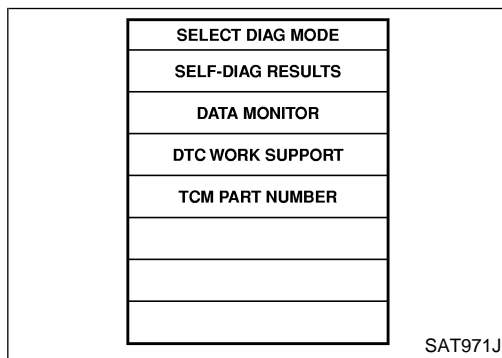 SELECT DIAG MODE
SELF-DIAG RESULTS
DATA MONITOR
DTC WORK SUPPORT
TCM PART NUMBER
SAT971J